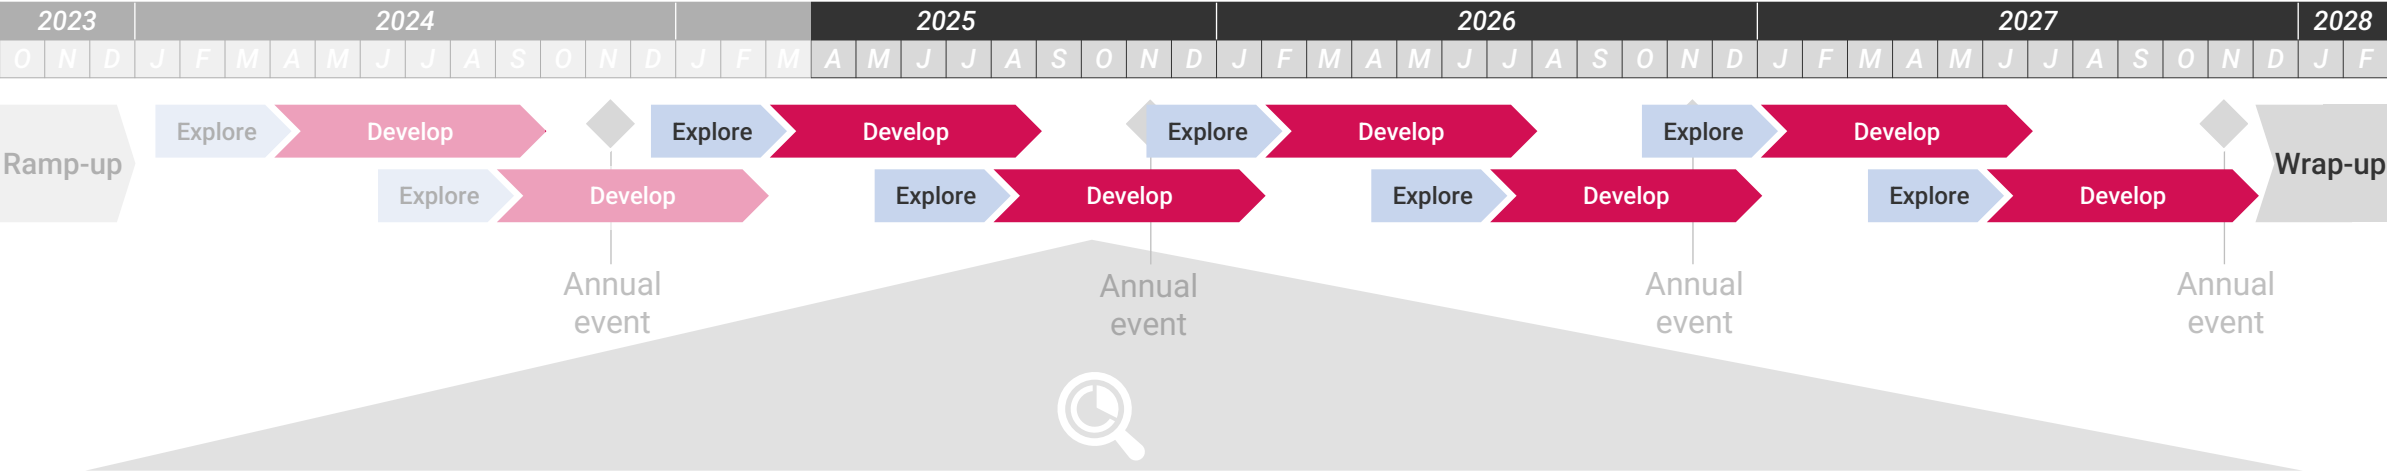 2023 2024 2025 2026 2027 2028
O N D J F M A M J J A S O N D J F M A M J J A S O N D J F M A M J J A S O N D J F M A M J J A S O N D J F
Explore Develop Explore Develop Explore Develop Explore Develop
Ramp-up Wrap-up
Explore Develop Explore Develop Explore Develop Explore Develop
Annual Annual Annual Annual
event event event event